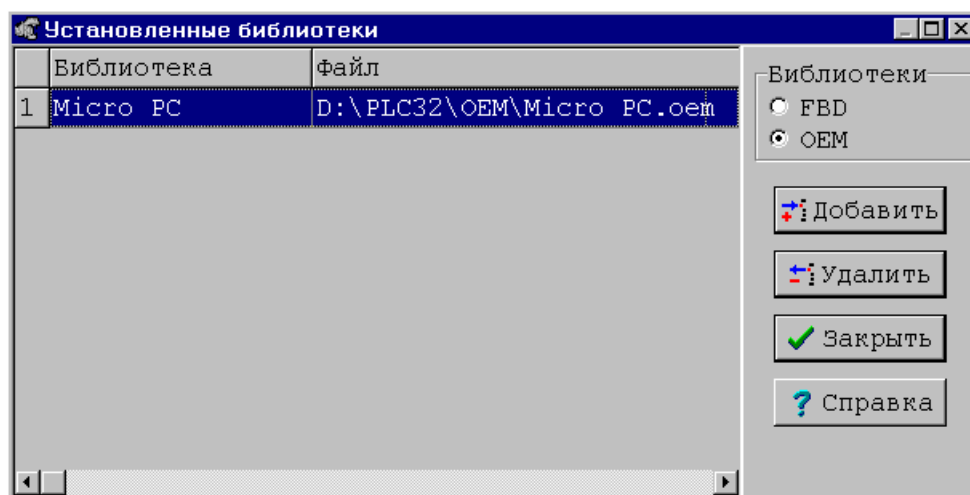 Установленные библиотеки
Библиотека Файл
1 Micro PC D:\PLC32\OEM\Micro PC.oem
Библиотеки
FBD
OEM
Добавить
Удалить
Закрыть
? Справка